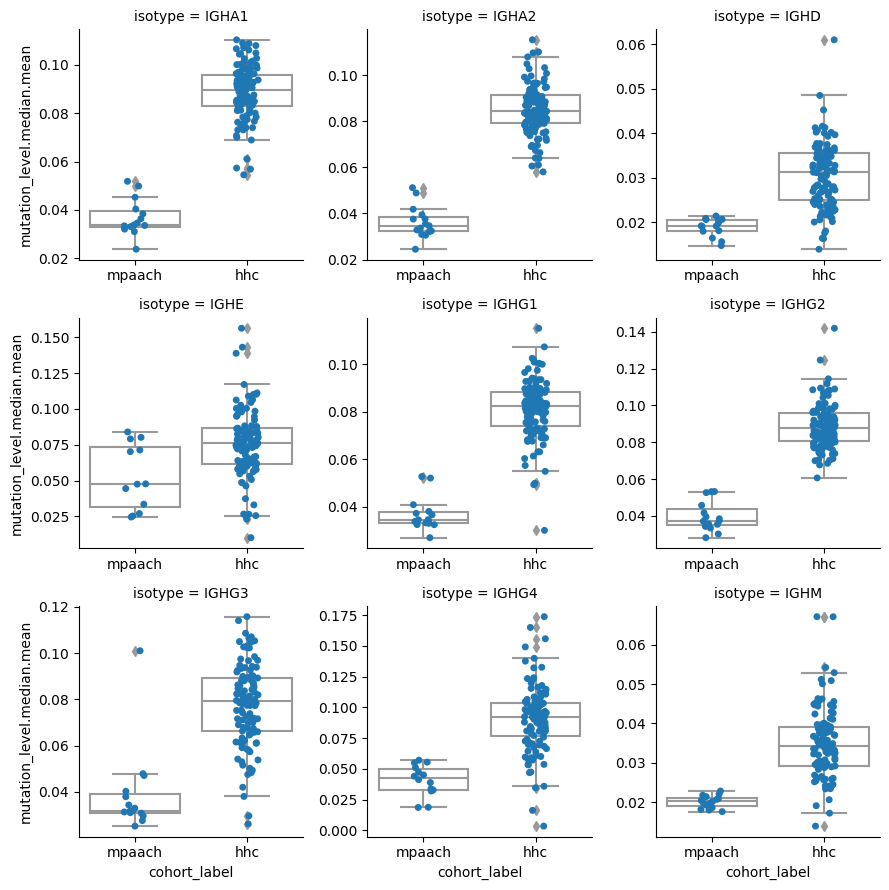 isotype = IGHA1
isotype = IGHA2
isotype = IGHD
mutation_level.median.mean
0.10
0.08
0.06
0.04
0.02
mpaach
hhc
0.10
0.08
0.06
0.04
0.02
mpaach
hhc
0.06
0.05
0.04
0.03
0.02
mpaach
hhc
isotype = IGHE
isotype = IGHG1
isotype = IGHG2
mutation_level.median.mean
0.150
0.125
0.100
0.075
0.050
0.025
mpaach
hhc
0.10
0.08
0.06
0.04
mpaach
hhc
0.14
0.12
0.10
0.08
0.06
0.04
mpaach
hhc
isotype = IGHG3
isotype = IGHG4
isotype = IGHM
mutation_level.median.mean
0.12
0.10
0.08
0.06
0.04
mpaach
hhc
cohort_label
0.175
0.150
0.125
0.100
0.075
0.050
0.025
0.000
mpaach
hhc
cohort_label
0.06
0.05
0.04
0.03
0.02
mpaach
hhc
cohort_label